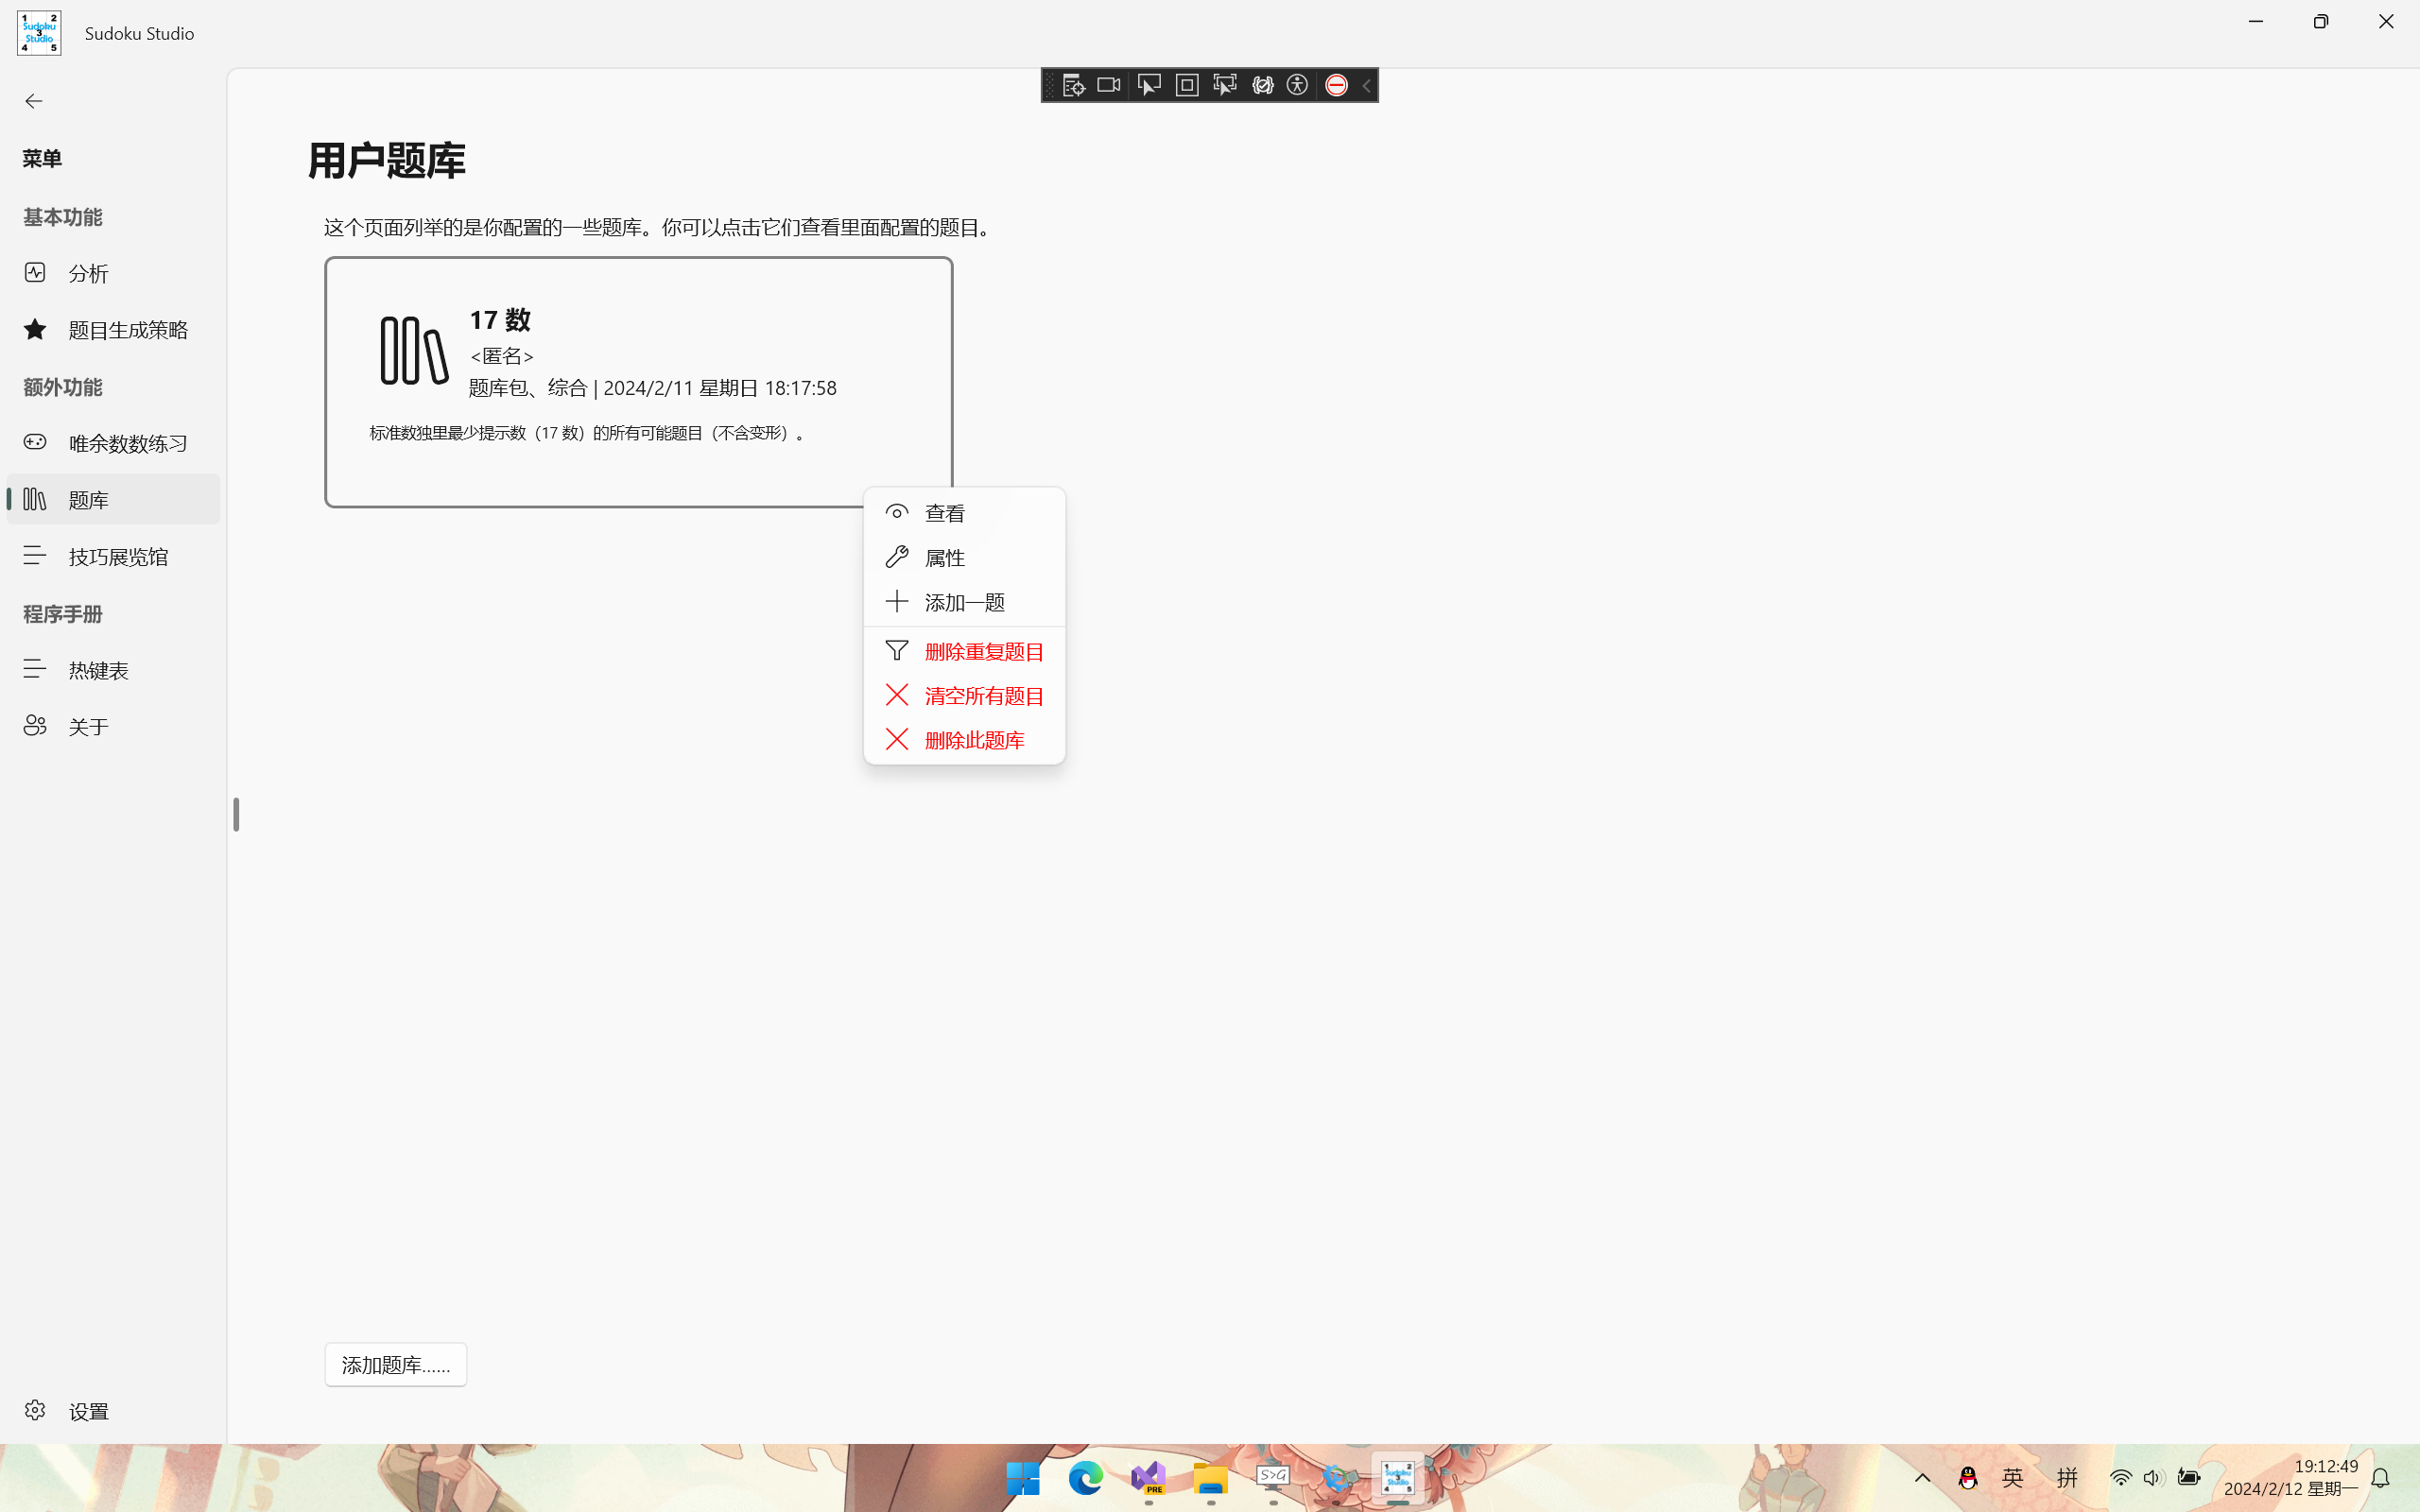 Sudoku Studio
菜单
基本功能
分析
题目生成策略
额外功能
唯余数数练习
题库
技巧展览馆
程序手册
热键表
关于
设置
用户题库
这个页面列举的是你配置的一些题库。你可以点击它们查看里面配置的题目。
17 数
<匿名>
题库包、综合 | 2024/2/11 星期日 18:17:58
标准数独里最少提示数（17 数）的所有可能题目（不含变形）。
查看
属性
添加一题
删除重复题目
清空所有题目
删除此题库
添加题库......
PRE
S>G
英
拼
19:12:49
2024/2/12 星期一